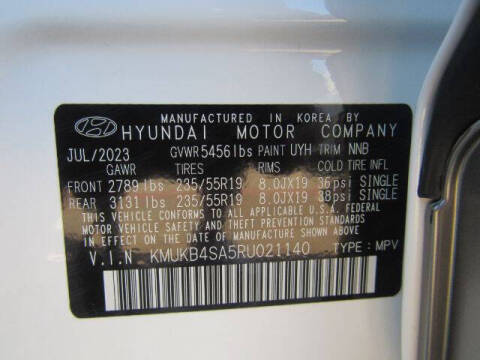 MANUFACTURED IN KOREA BY
HYUNDAI MOTOR COMPANY
JUL/2023 GVWR 5456 lbs PAINT UYH TRIM NNB
GAWR TIRES RIMS COLD TIRE INFL
FRONT 2789 lbs 235/55R19 8.0JX19 36psi SINGLE
REAR 3131 lbs 235/55R19 8.0JX19 38psi SINGLE
THIS VEHICLE CONFORMS TO ALL APPLICABLE U.S.A FEDERAL
MOTOR VEHICLE SAFETY AND THEFT PREVENTION STANDARDS
IN EFFECT ON THE DATE OF MANUFACTURE SHOWN ABOVE.
V.I.N KMUKB4SA5RU021140 TYPE : MPV